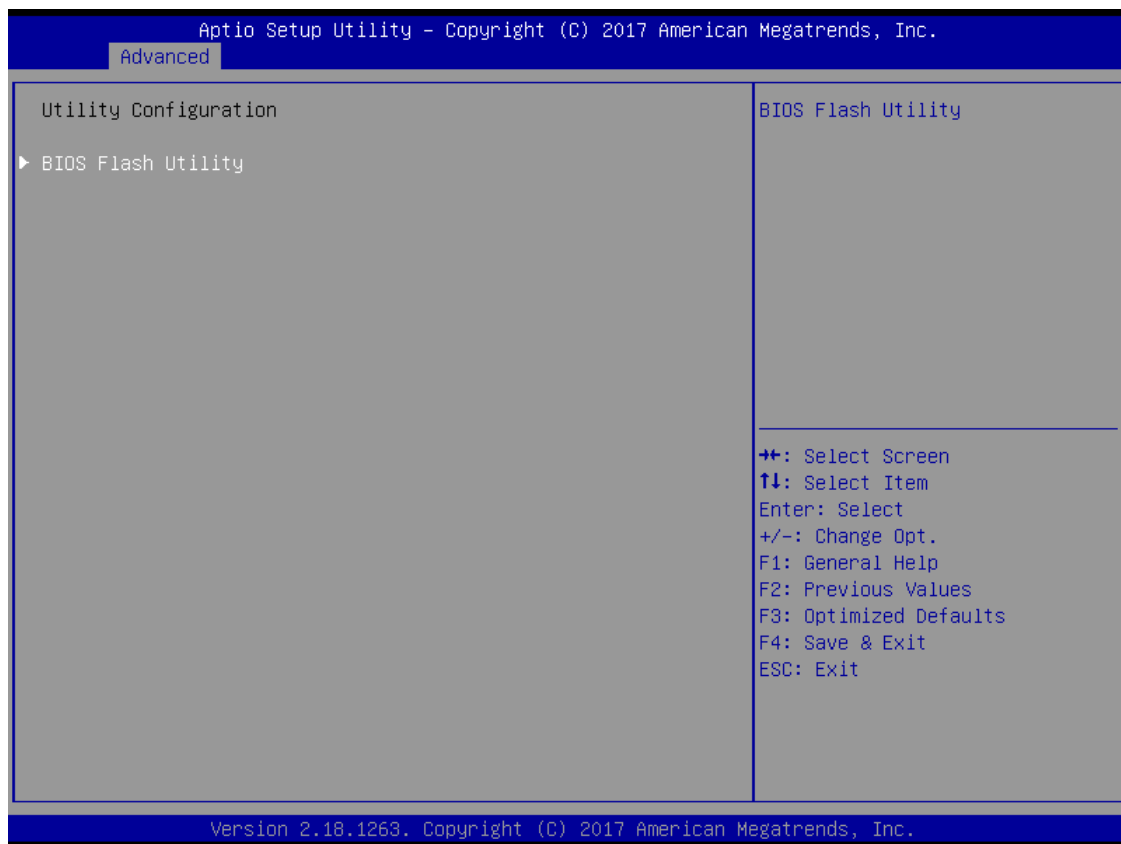 Aptio Setup Utility – Copyright (C) 2017 American Megatrends, Inc.
Advanced
Utility Configuration
▶ BIOS Flash Utility
BIOS Flash Utility
→←: Select Screen
↑↓: Select Item
Enter: Select
+/-: Change Opt.
F1: General Help
F2: Previous Values
F3: Optimized Defaults
F4: Save & Exit
ESC: Exit
Version 2.18.1263. Copyright (C) 2017 American Megatrends, Inc.